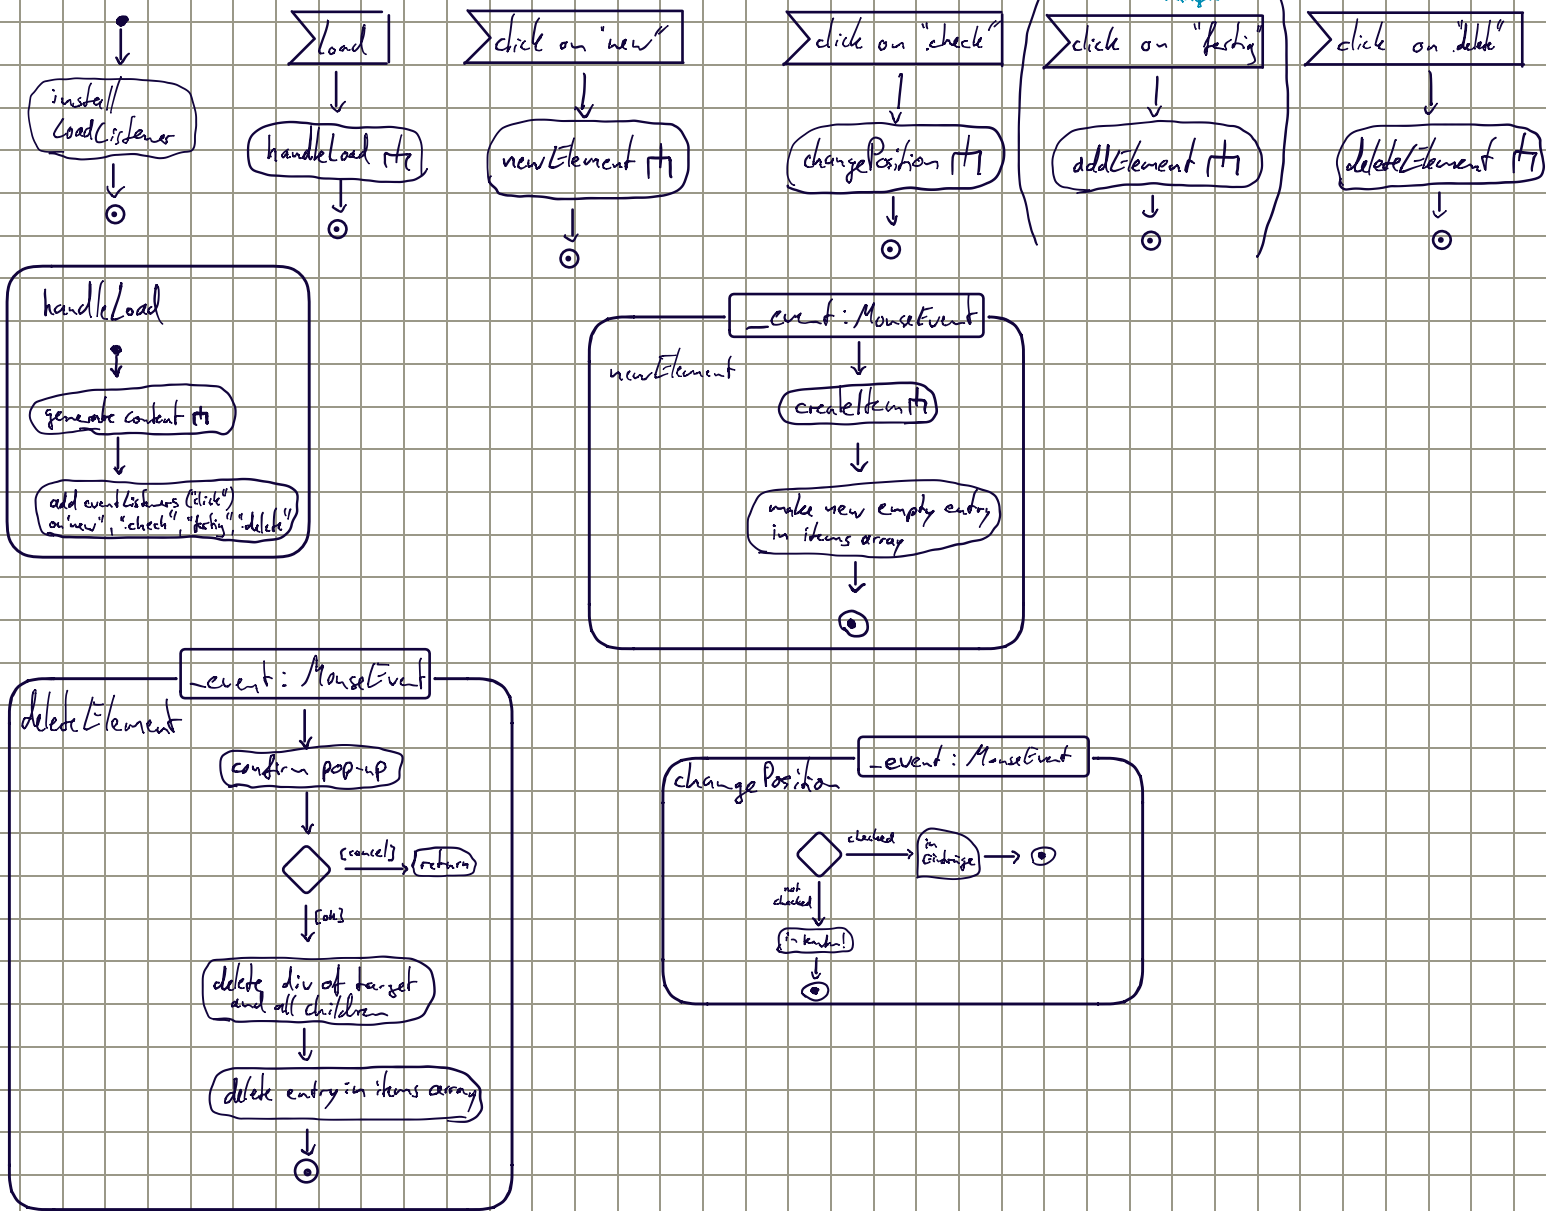 Load
click on "new"
click on ".check"
click on "fertig"
click on ".delete"
install
LoadListener
handleLoad
newElement
changePosition
addElement
deleteElement
handleLoad
generate content
add eventListeners ("click")
on "new", ".check", "fertig", ".delete"
_event : MouseEvent
newElement
createItem
make new empty entry
in items array
_event : MouseEvent
deleteElement
confirm pop-up
[cancel]
return
[ok]
delete div of target
and all children
delete entry in items array
_event : MouseEvent
changePosition
checked
in
not
checked
in